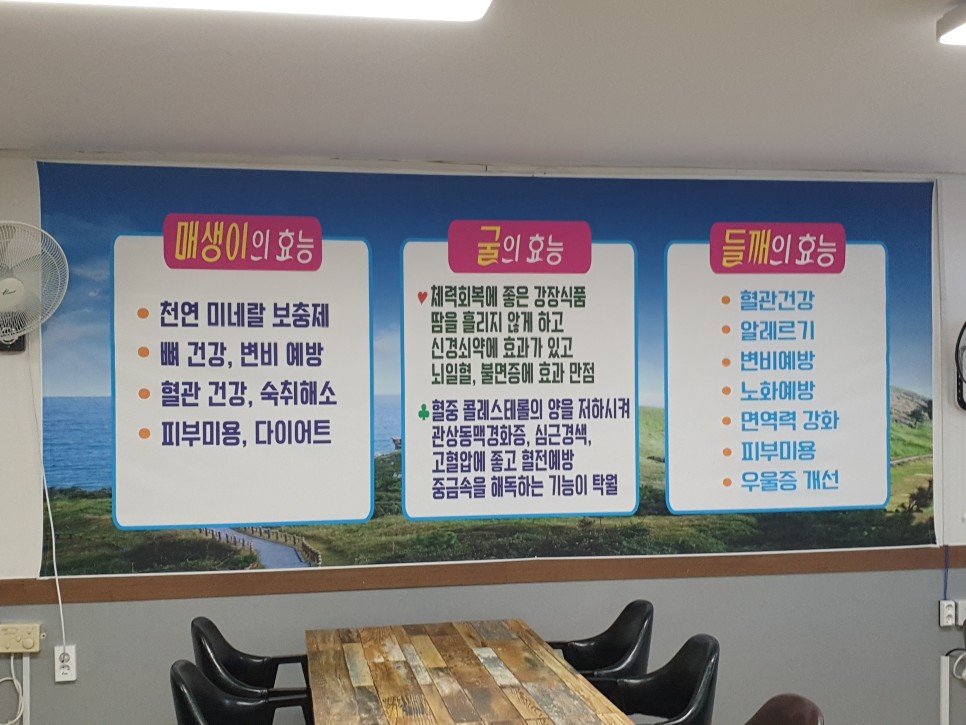 매생이의 효능
천연 미네랄 보충제
뼈 건강, 변비 예방
혈관 건강, 숙취해소
피부미용, 다이어트
굴의 효능
체력회복에 좋은 강장식품
땀을 흘리지 않게 하고
신경쇠약에 효과가 있고
뇌일혈, 불면증에 효과 만점
혈중 콜레스테롤의 양을 저하시켜
관상동맥경화증, 심근경색,
고혈압에 좋고 혈전예방
중금속을 해독하는 기능이 탁월
들깨의 효능
혈관건강
알레르기
변비예방
노화예방
면역력 강화
피부미용
우울증 개선